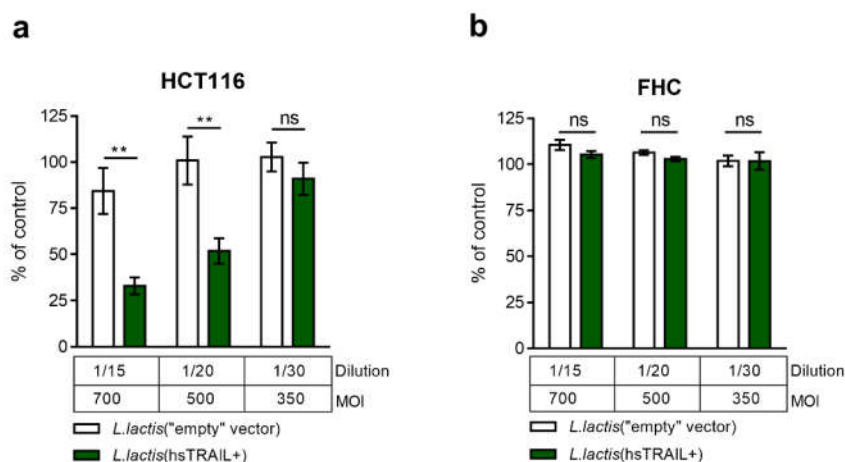 a
HCT116
% of control
125
100
75
50
25
0
**
**
ns
1/15 1/20 1/30 Dilution
700 500 350 MOI
L.lactis("empty" vector)
L.lactis(hsTRAIL+)
b
FHC
% of control
125
100
75
50
25
0
ns
ns
ns
1/15 1/20 1/30 Dilution
700 500 350 MOI
L.lactis("empty" vector)
L.lactis(hsTRAIL+)